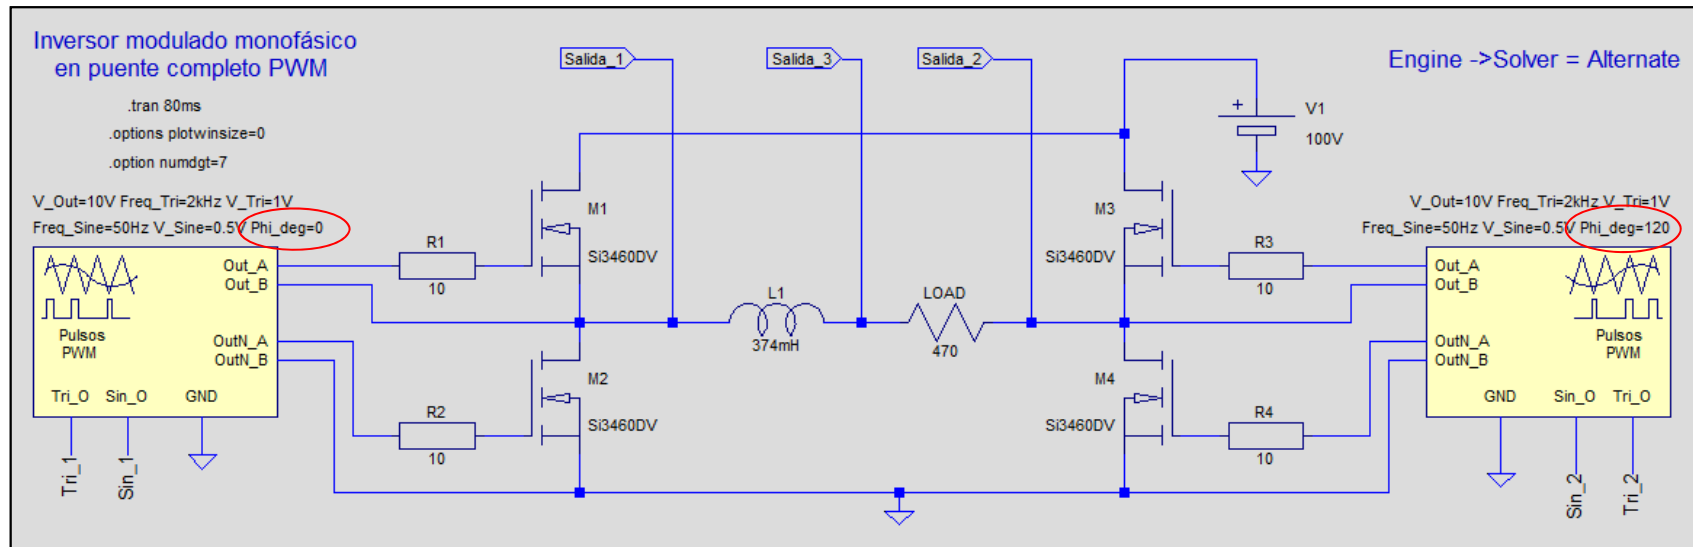 Inversor modulado monofásico
en puente completo PWM
.tran 80ms
.options plotwinsize=0
.option numdgt=7
Salida_1
Salida_3
Salida_2
Engine ->Solver = Alternate
+
V1
100V
V_Out=10V Freq_Tri=2kHz V_Tri=1V
Freq_Sine=50Hz V_Sine=0.5V Phi_deg=0
V_Out=10V Freq_Tri=2kHz V_Tri=1V
Freq_Sine=50Hz V_Sine=0.5V Phi_deg=120
Out_A
Out_B
Pulsos
PWM
OutN_A
OutN_B
Tri_O Sin_O GND
Tri_1
Sin_1
R1
10
R2
10
M1
Si3460DV
M2
Si3460DV
L1
374mH
LOAD
470
M3
Si3460DV
M4
Si3460DV
R3
10
R4
10
Out_A
Out_B
Pulsos
PWM
OutN_A
OutN_B
GND Sin_O Tri_O
Sin_2
Tri_2